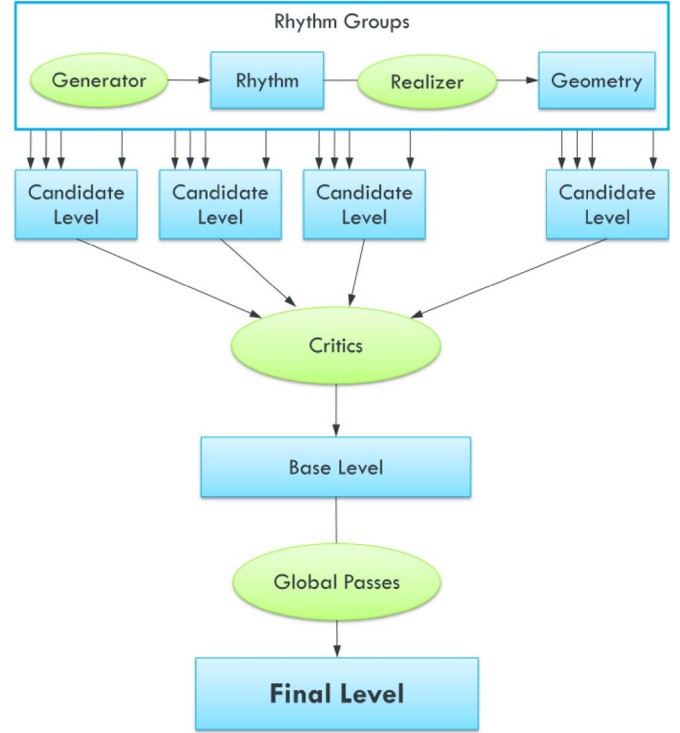 Rhythm Groups
Generator
Rhythm
Realizer
Geometry
Candidate
Level
Candidate
Level
Candidate
Level
Candidate
Level
Critics
Base Level
Global Passes
Final Level